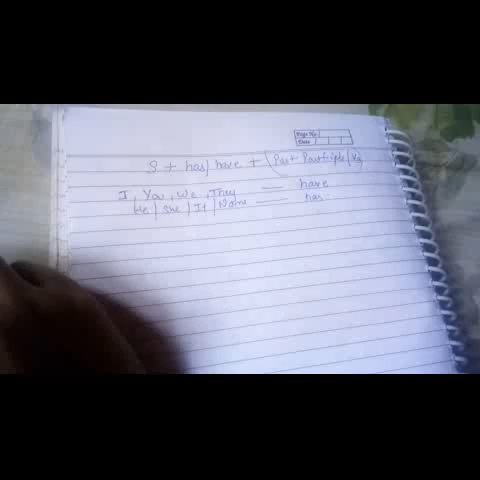 Page No.
Date
S + has/have + (Past Participle/V3
I, You, We, They — have
He/She/It/Name — has